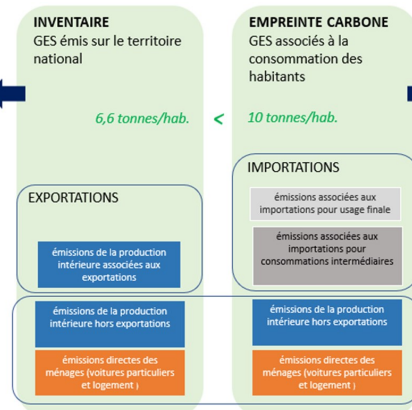 INVENTAIRE
GES émis sur le territoire
national
6,6 tonnes/hab.
<
EMPREINTE CARBONE
GES associés à la
consommation des
habitants
10 tonnes/hab.
EXPORTATIONS
émissions de la production
intérieure associées aux
exportations
émissions de la production
intérieure hors exportations
émissions directes des
ménages (voitures particuliers
et logement )
IMPORTATIONS
émissions associées aux
importations pour usage finale
émissions associées aux
importations pour
consommations intermédiaires
émissions de la production
intérieure hors exportations
émissions directes des
ménages (voitures particuliers
et logement )